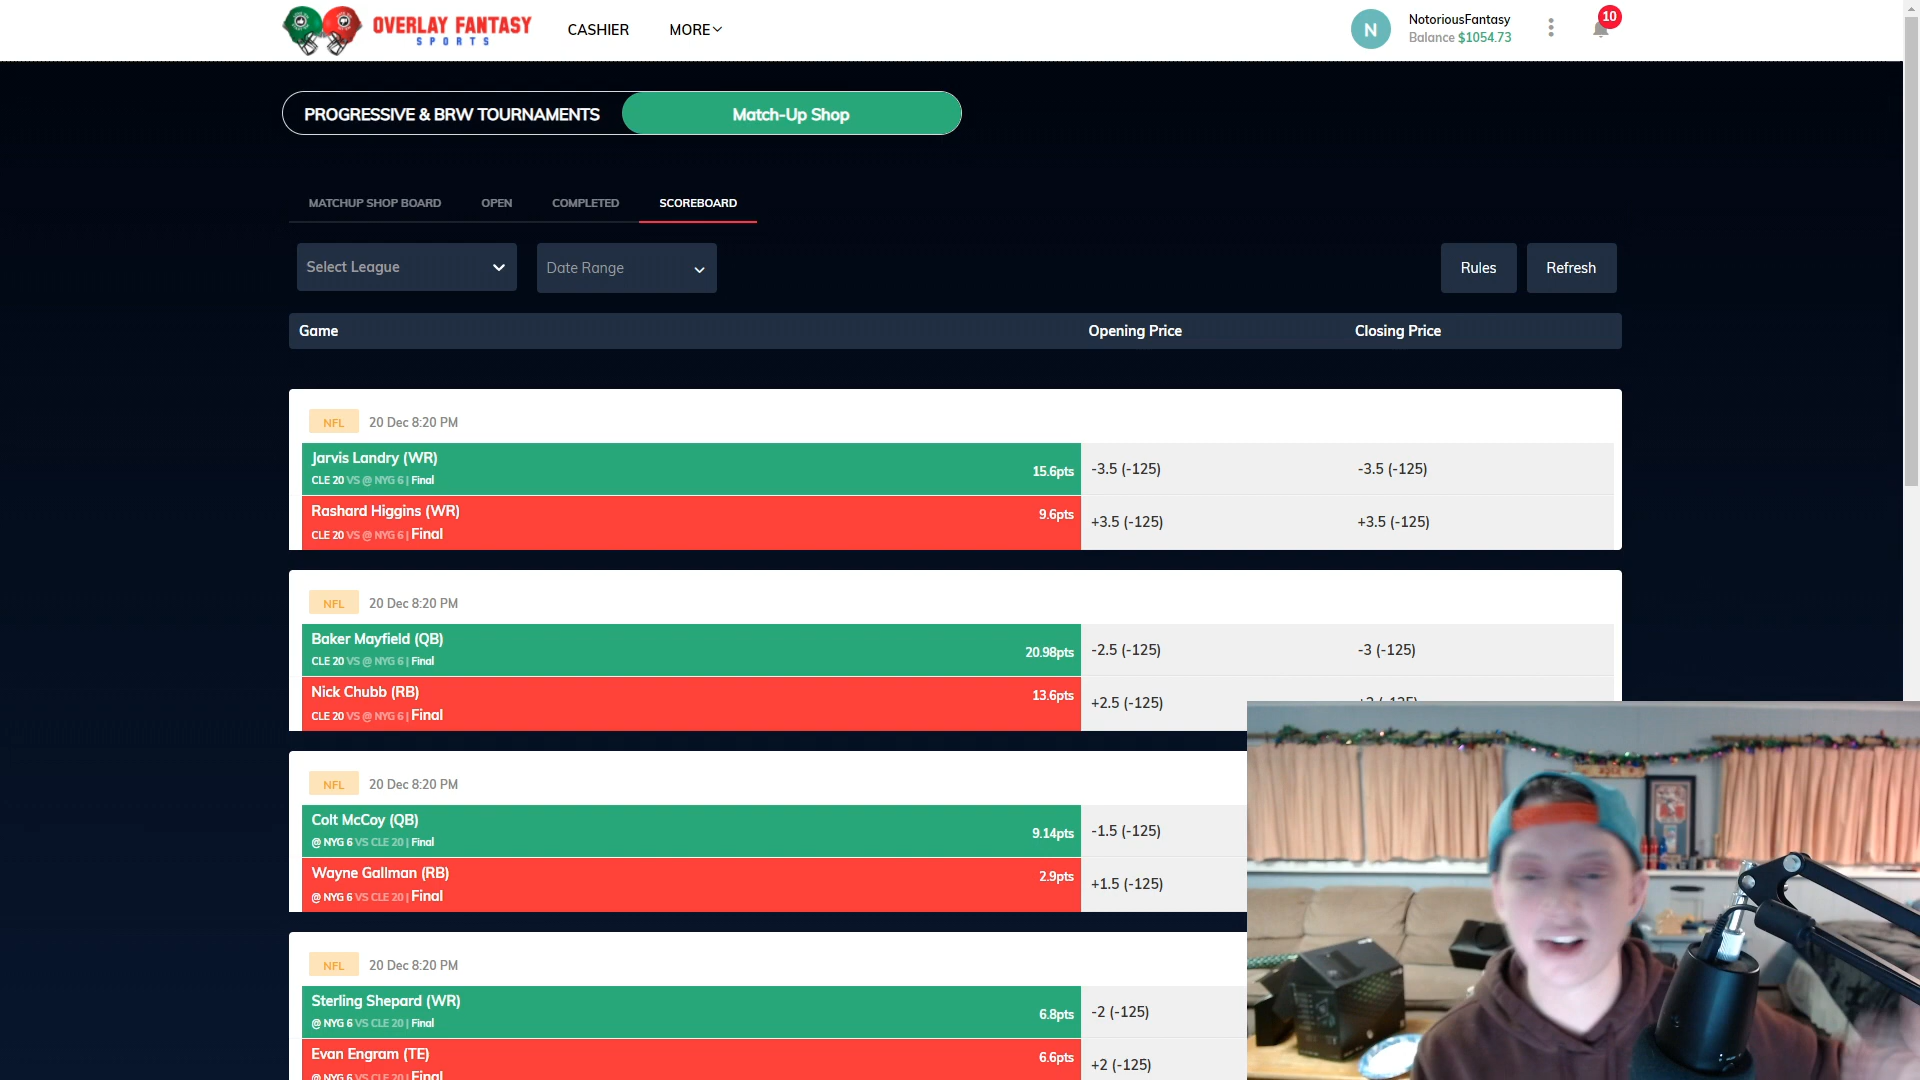 OVERLAY FANTASY
SPORTS
CASHIER
MORE
N
NotoriousFantasy
Balance $1054.73
10
PROGRESSIVE & BRW TOURNAMENTS
Match-Up Shop
MATCHUP SHOP BOARD
OPEN
COMPLETED
SCOREBOARD
Select League
Date Range
Rules
Refresh
Game
Opening Price
Closing Price
NFL
20 Dec 8:20 PM
Jarvis Landry (WR)
CLE 20 VS @ NYG 6 | Final
15.6pts
-3.5 (-125)
-3.5 (-125)
Rashard Higgins (WR)
CLE 20 VS @ NYG 6 | Final
9.6pts
+3.5 (-125)
+3.5 (-125)
NFL
20 Dec 8:20 PM
Baker Mayfield (QB)
CLE 20 VS @ NYG 6 | Final
20.98pts
-2.5 (-125)
-3 (-125)
Nick Chubb (RB)
CLE 20 VS @ NYG 6 | Final
13.6pts
+2.5 (-125)
NFL
20 Dec 8:20 PM
Colt McCoy (QB)
@ NYG 6 VS CLE 20 | Final
9.14pts
-1.5 (-125)
Wayne Gallman (RB)
@ NYG 6 VS CLE 20 | Final
2.9pts
+1.5 (-125)
NFL
20 Dec 8:20 PM
Sterling Shepard (WR)
@ NYG 6 VS CLE 20 | Final
6.8pts
-2 (-125)
Evan Engram (TE)
@ NYG 6 VS CLE 20 | Final
6.6pts
+2 (-125)